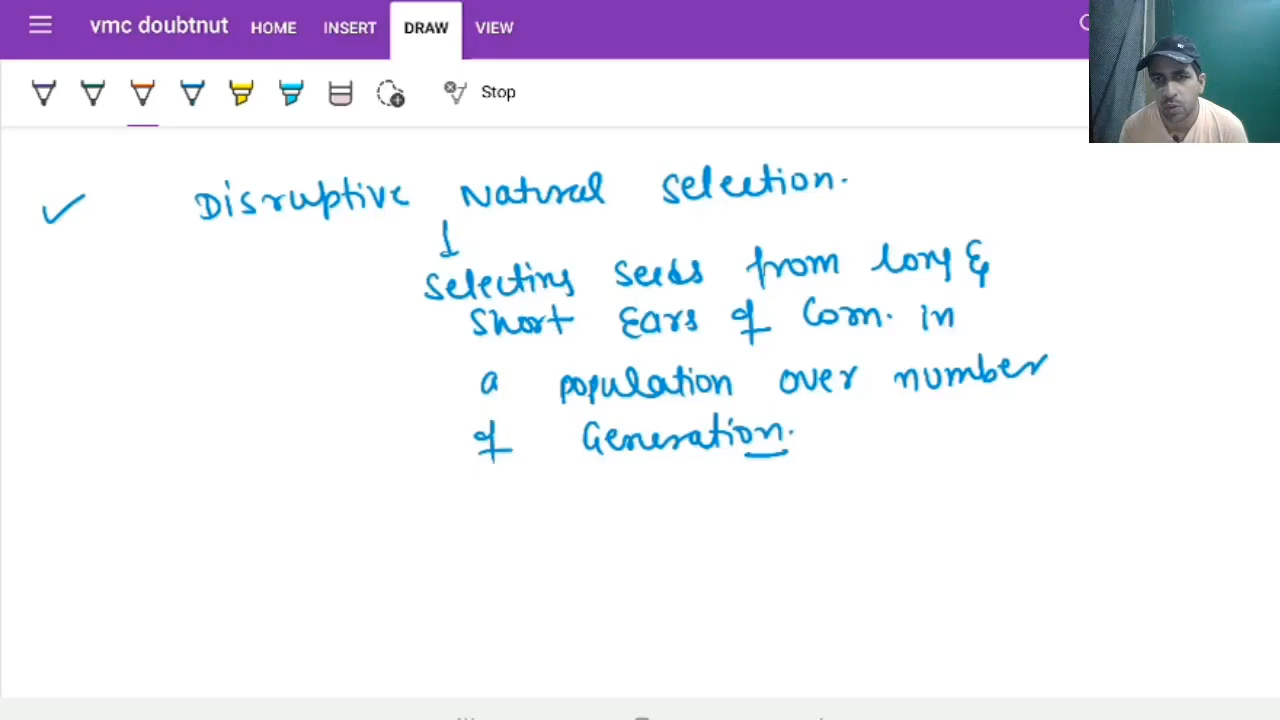 vmc doubtnut HOME INSERT DRAW VIEW
Stop
Disruptive Natural Selection.
Selecting Seeds from long &
Short Ears of Corn. in
a population over number
of Generation.